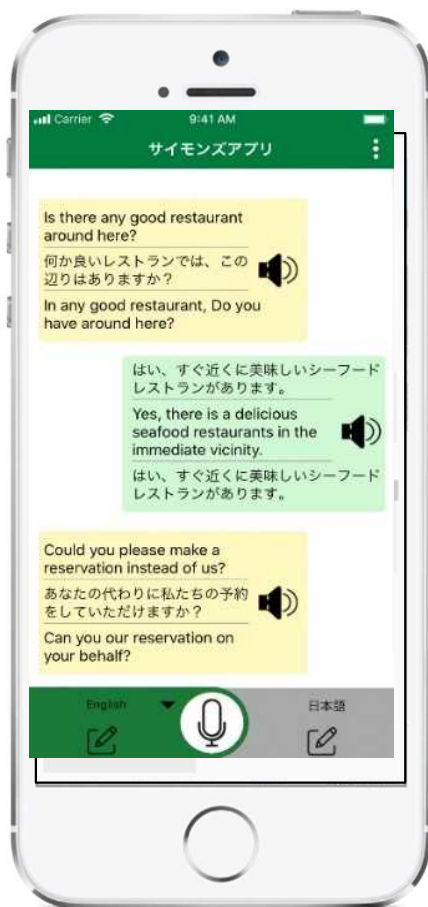 Carrier
9:41 AM
サイモンズアプリ
Is there any good restaurant
around here?
何か良いレストランでは、この
辺りはありますか？
In any good restaurant, Do you
have around here?
はい、すぐ近くに美味しいシーフード
レストランがあります。
Yes, there is a delicious
seafood restaurants in the
immediate vicinity.
はい、すぐ近くに美味しいシーフード
レストランがあります。
Could you please make a
reservation instead of us?
あなたの代わりに私たちの予約
をしていただけますか？
Can you our reservation on
your behalf?
English
日本語